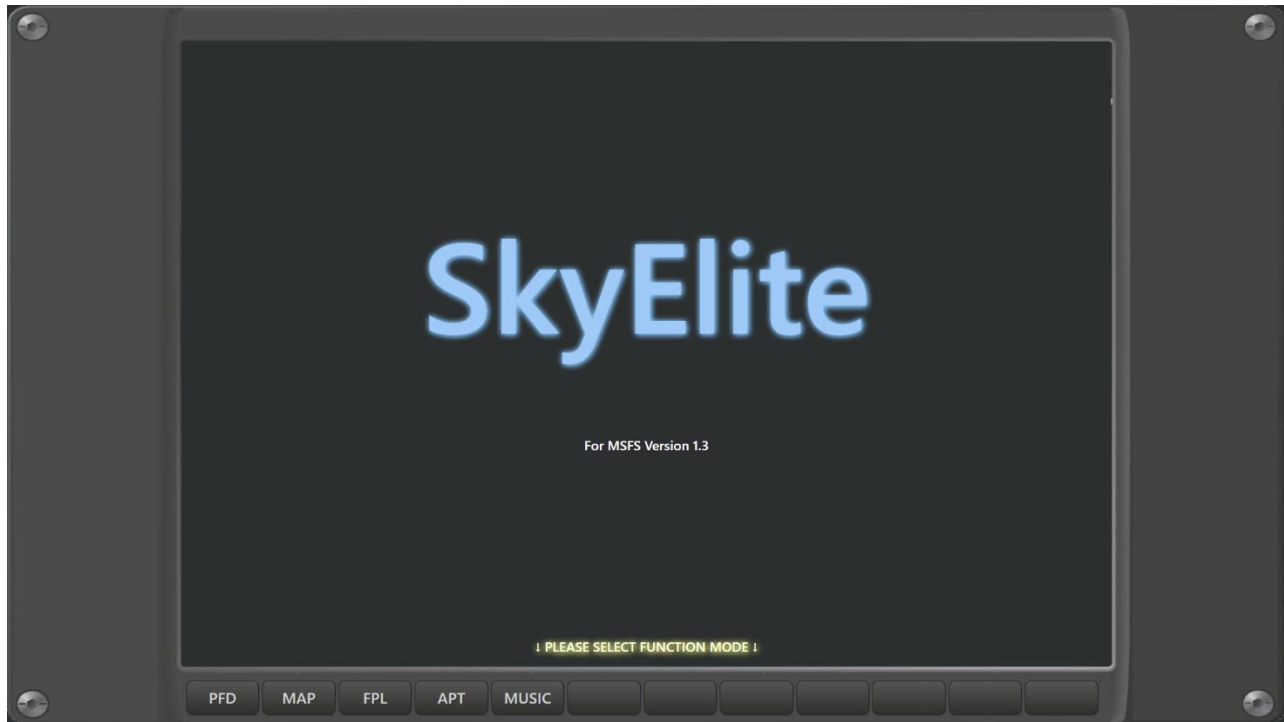 SkyElite
For MSFS Version 1.3
↓ PLEASE SELECT FUNCTION MODE ↓
PFD MAP FPL APT MUSIC